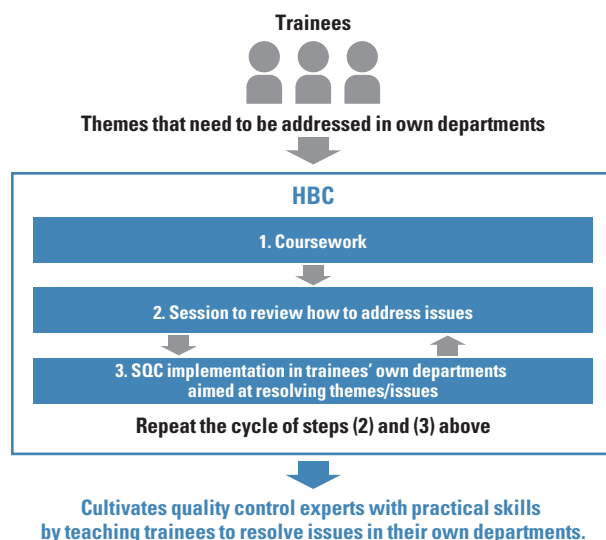 Trainees
Themes that need to be addressed in own departments
HBC
1. Coursework
2. Session to review how to address issues
3. SQC implementation in trainees' own departments
aimed at resolving themes/issues
Repeat the cycle of steps (2) and (3) above
Cultivates quality control experts with practical skills
by teaching trainees to resolve issues in their own departments.